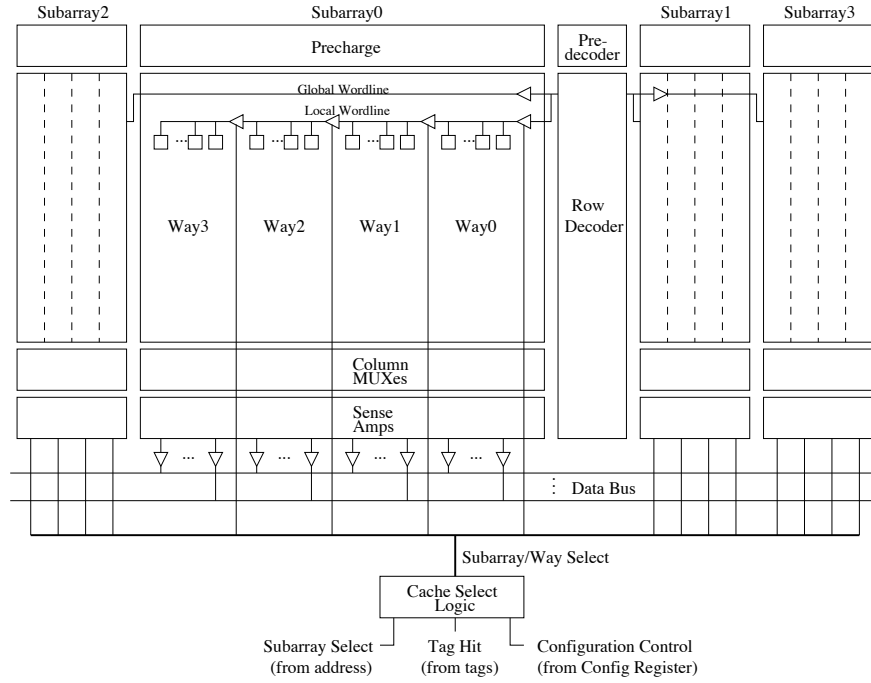 Subarray2
Subarray0
Subarray1
Subarray3
Precharge
Pre-
decoder
Global Wordline
Local Wordline
... ... ... ...
Way3
Way2
Way1
Way0
Row
Decoder
Column
MUXes
Sense
Amps
... ... ... ...
Data Bus
Subarray/Way Select
Cache Select
Logic
Subarray Select
(from address)
Tag Hit
(from tags)
Configuration Control
(from Config Register)